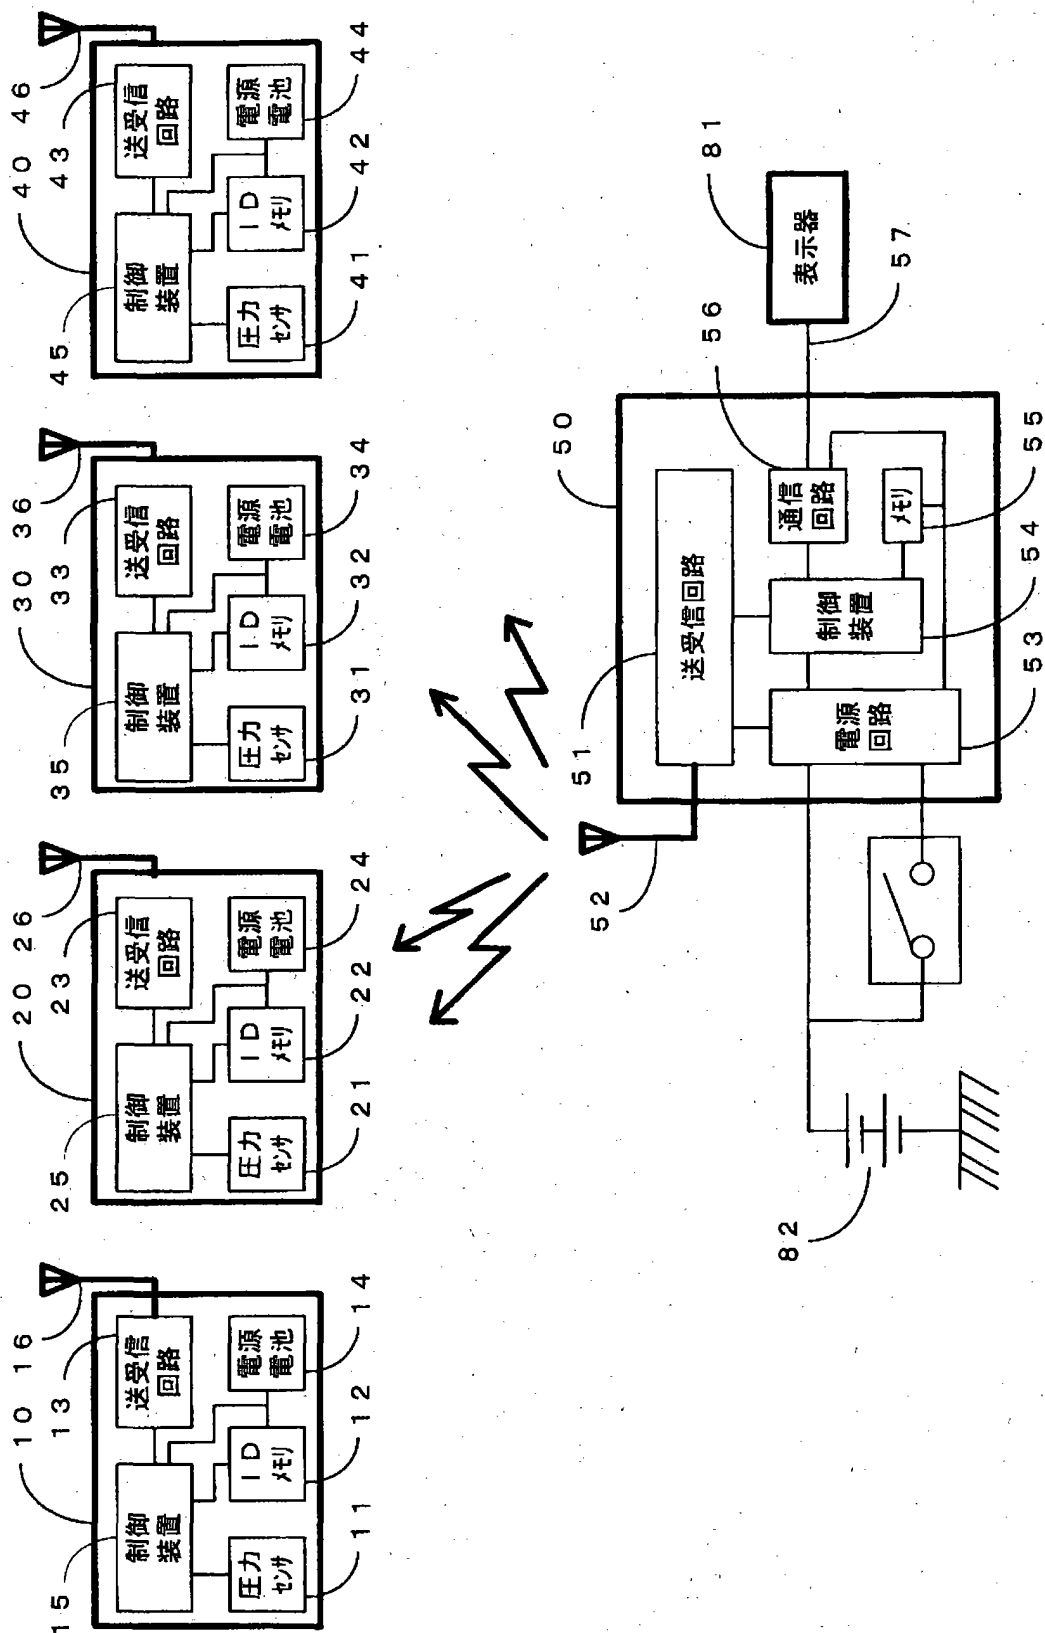 10
16
13
送受信
回路
14
電源
電池
12
ID
メモリ
15
制御
装置
11
圧力
センサ
20
26
23
送受信
回路
24
電源
電池
22
ID
メモリ
25
制御
装置
21
圧力
センサ
30
36
33
送受信
回路
34
電源
電池
32
ID
メモリ
35
制御
装置
31
圧力
センサ
40
46
43
送受信
回路
44
電源
電池
42
ID
メモリ
45
制御
装置
41
圧力
センサ
50
51
送受信回路
52
56
通信
回路
55
メモリ
54
制御
装置
53
電源
回路
57
81
表示器
82